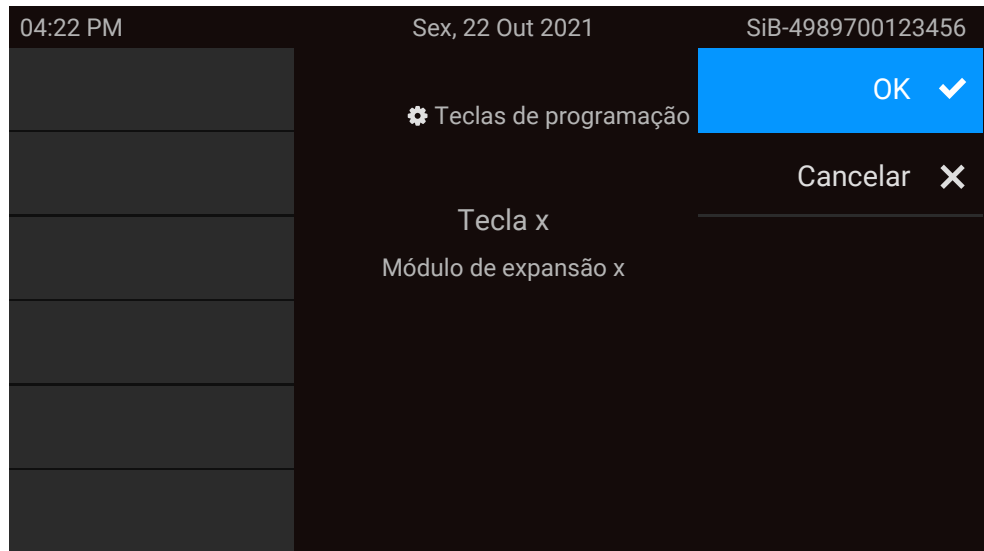 04:22 PM Sex, 22 Out 2021 SiB-4989700123456
OK
Teclas de programação
Cancelar
Tecla x
Módulo de expansão x